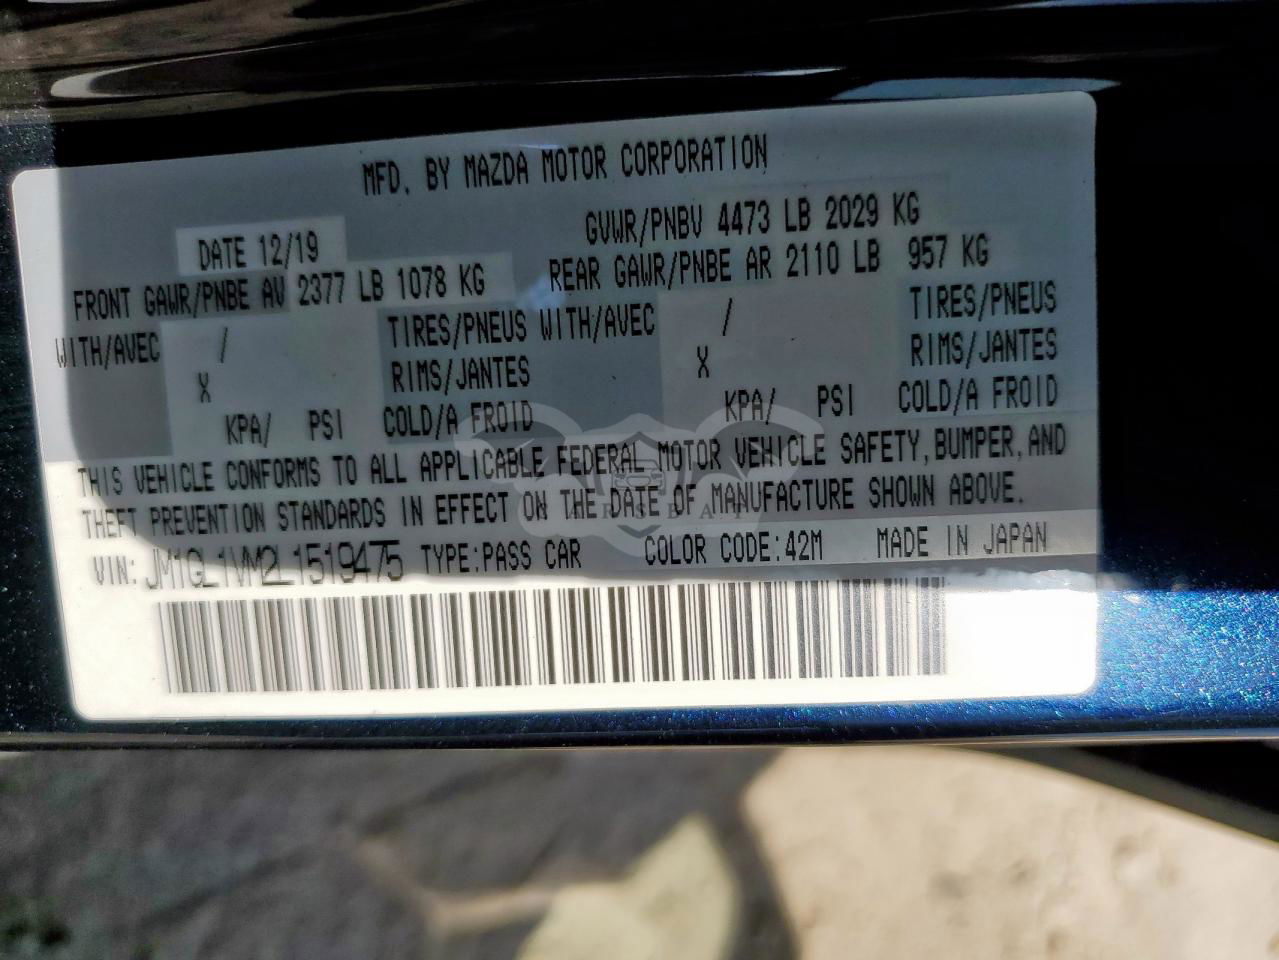 MFD. BY MAZDA MOTOR CORPORATION
DATE 12/19 GVWR/PNBV 4473 LB 2029 KG
FRONT GAWR/PNBE AV 2377 LB 1078 KG REAR GAWR/PNBE AR 2110 LB 957 KG
WITH/AVEC / TIRES/PNEUS WITH/AVEC / TIRES/PNEUS
X RIMS/JANTES X RIMS/JANTES
KPA/ PSI COLD/A FROID KPA/ PSI COLD/A FROID
THIS VEHICLE CONFORMS TO ALL APPLICABLE FEDERAL MOTOR VEHICLE SAFETY, BUMPER, AND
THEFT PREVENTION STANDARDS IN EFFECT ON THE DATE OF MANUFACTURE SHOWN ABOVE.
VIN: JM1GL1VM2L1519475 TYPE:PASS CAR COLOR CODE:42M MADE IN JAPAN